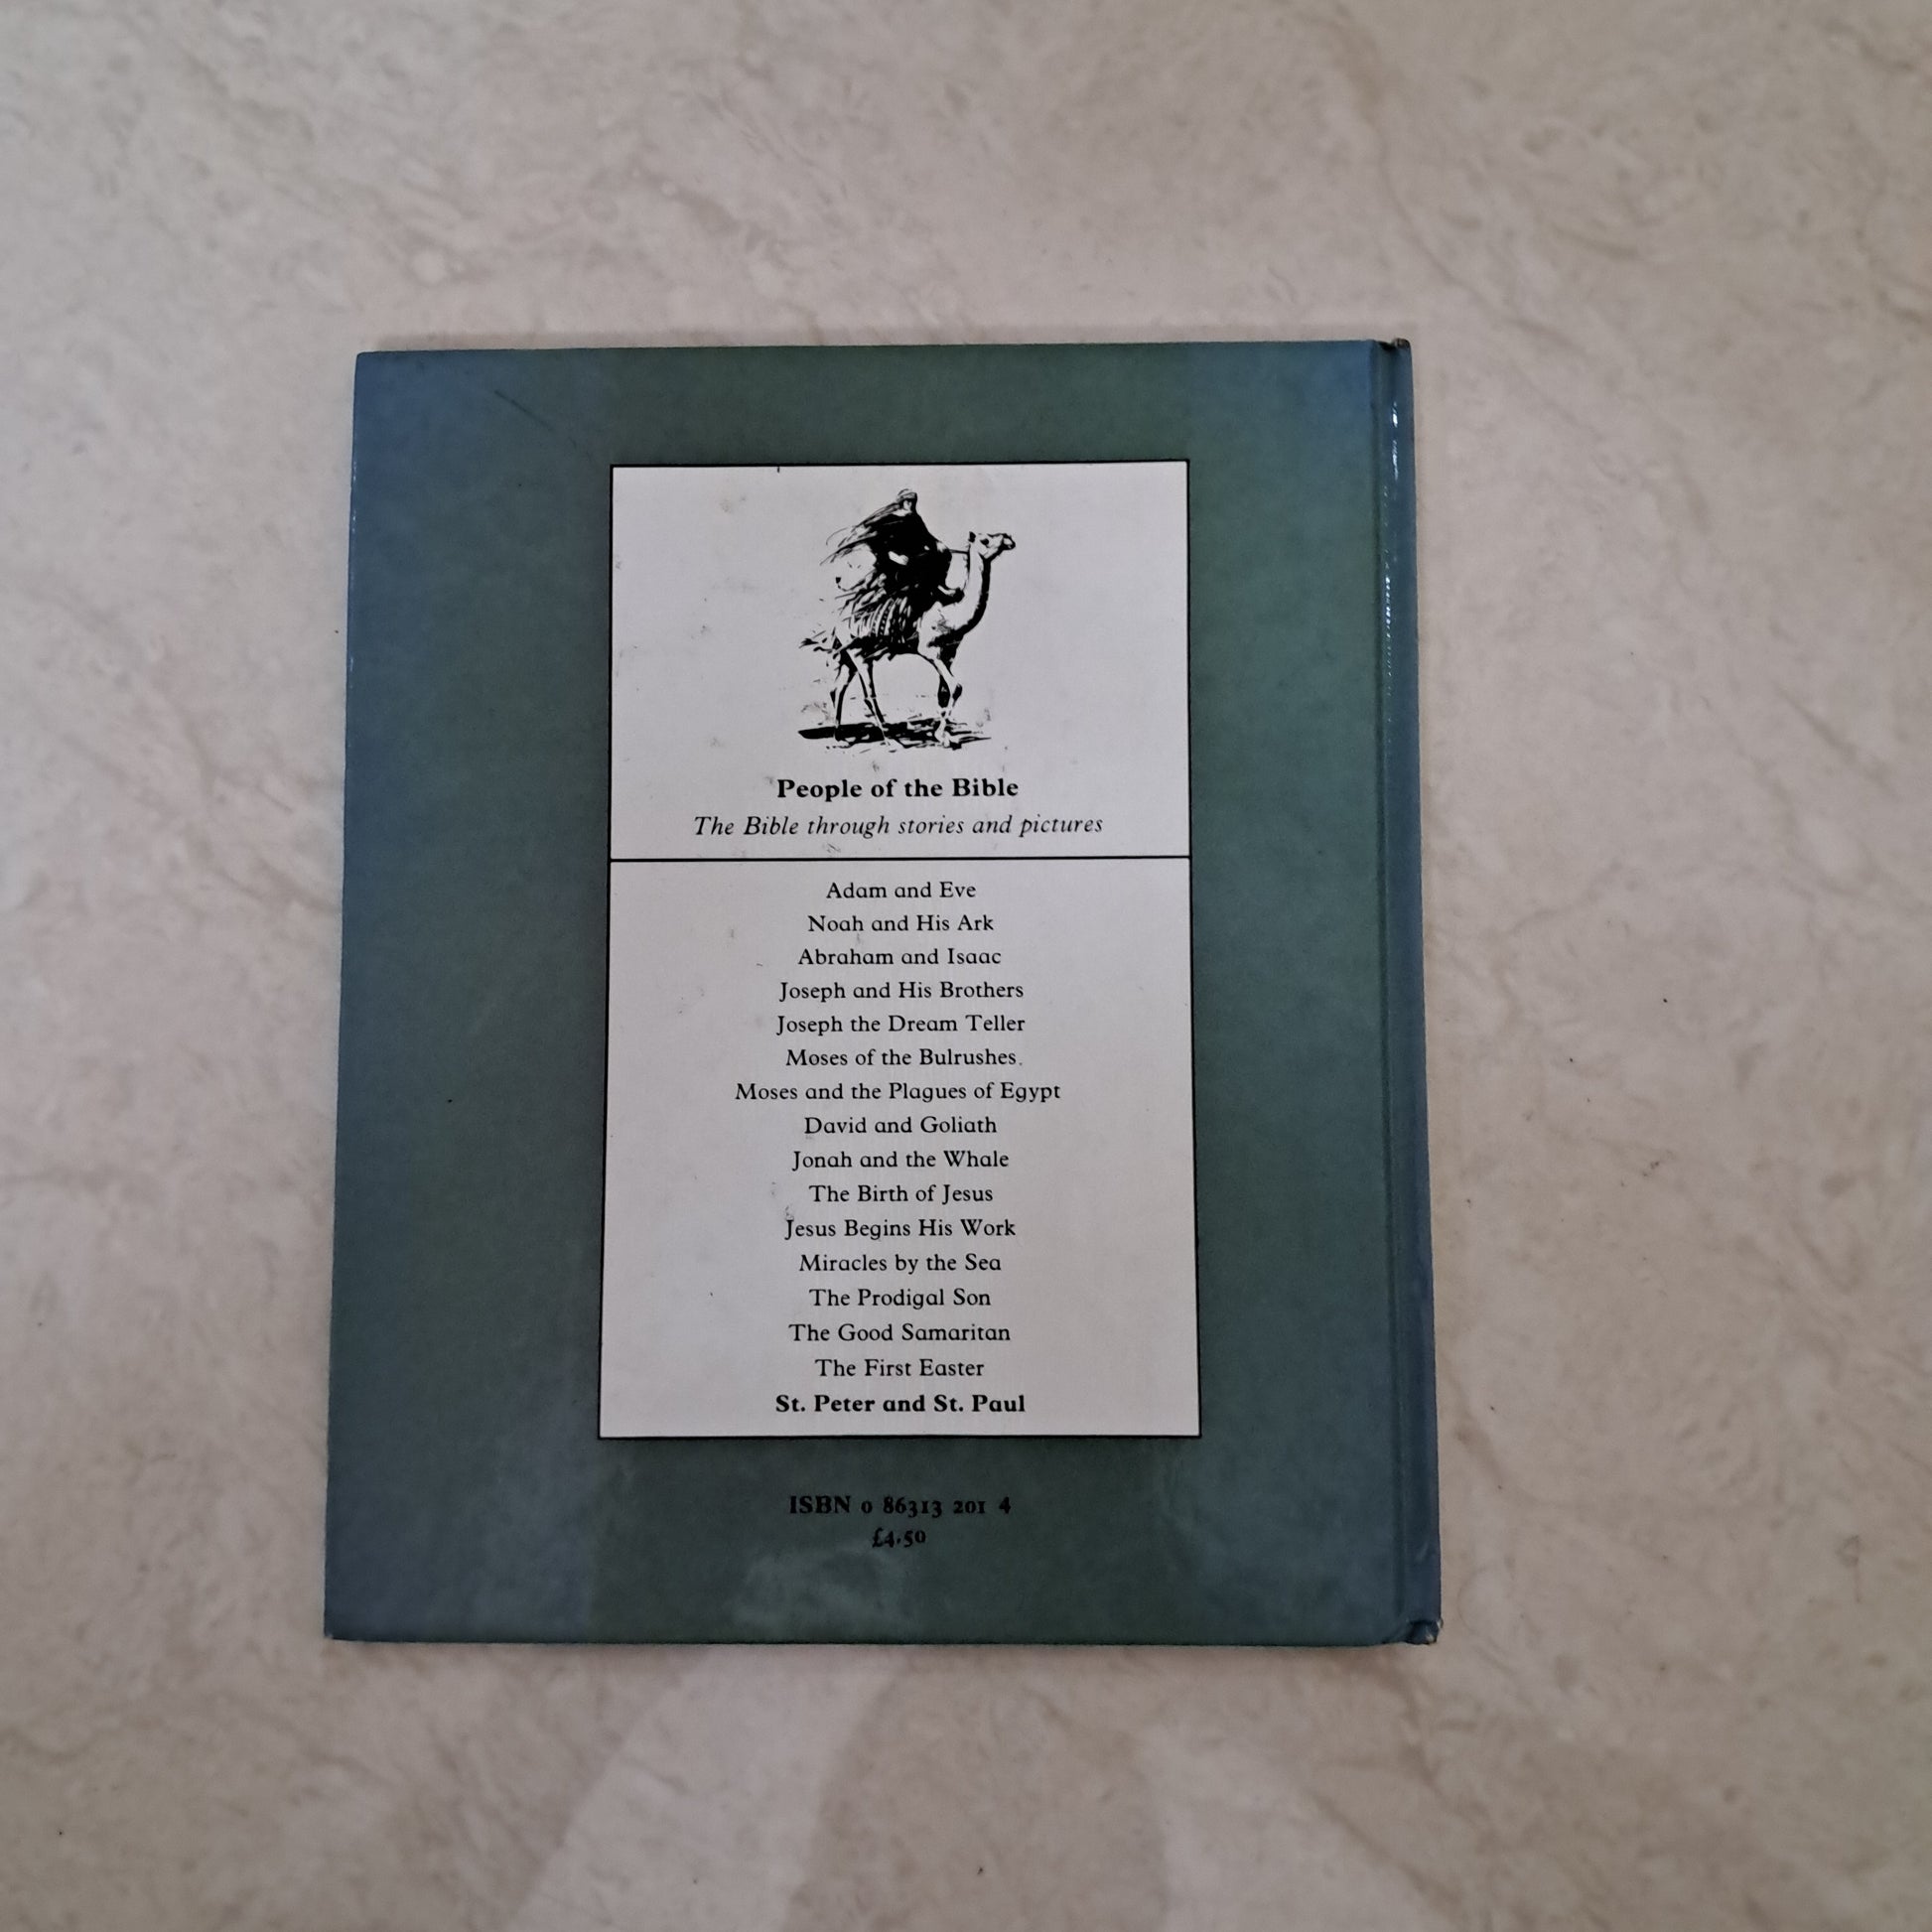 People of the Bible
The Bible through stories and pictures
Adam and Eve
Noah and His Ark
Abraham and Isaac
Joseph and His Brothers
Joseph the Dream Teller
Moses of the Bulrushes.
Moses and the Plagues of Egypt
David and Goliath
Jonah and the Whale
The Birth of Jesus
Jesus Begins His Work
Miracles by the Sea
The Prodigal Son
The Good Samaritan
The First Easter
St. Peter and St. Paul
ISBN 0 86313 201 4
£4·50